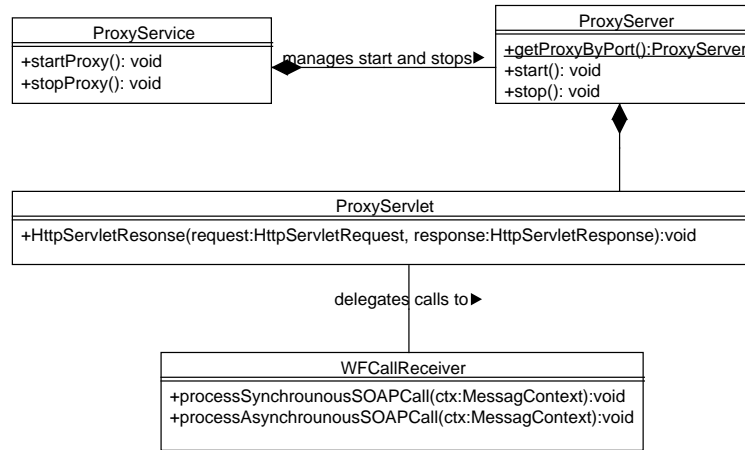 ProxyService
+startProxy(): void
+stopProxy(): void
manages start and stops
ProxyServer
+getProxyByPort():ProxyServer
+start(): void
+stop(): void
ProxyServlet
+HttpServletResonse(request:HttpServletRequest, response:HttpServletResponse):void
delegates calls to
WFCallReceiver
+processSynchrounousSOAPCall(ctx:MessagContext):void
+processAsynchrounousSOAPCall(ctx:MessagContext):void